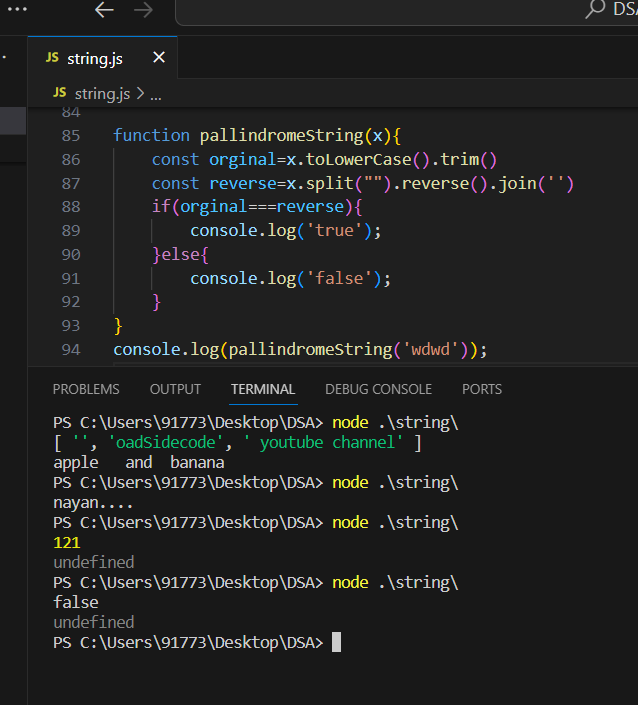 DS
JS string.js ×
JS string.js > ...
84
85 function pallindromeString(x){
86 const orginal=x.toLowerCase().trim()
87 const reverse=x.split("").reverse().join('')
88 if(orginal===reverse){
89 console.log('true');
90 }else{
91 console.log('false');
92 }
93 }
94 console.log(pallindromeString('wdwd'));
PROBLEMS OUTPUT TERMINAL DEBUG CONSOLE PORTS
PS C:\Users\91773\Desktop\DSA> node .\string\
[ '', 'oadSidecode', ' youtube channel' ]
apple   and  banana
PS C:\Users\91773\Desktop\DSA> node .\string\
nayan....
PS C:\Users\91773\Desktop\DSA> node .\string\
121
undefined
PS C:\Users\91773\Desktop\DSA> node .\string\
false
undefined
PS C:\Users\91773\Desktop\DSA>